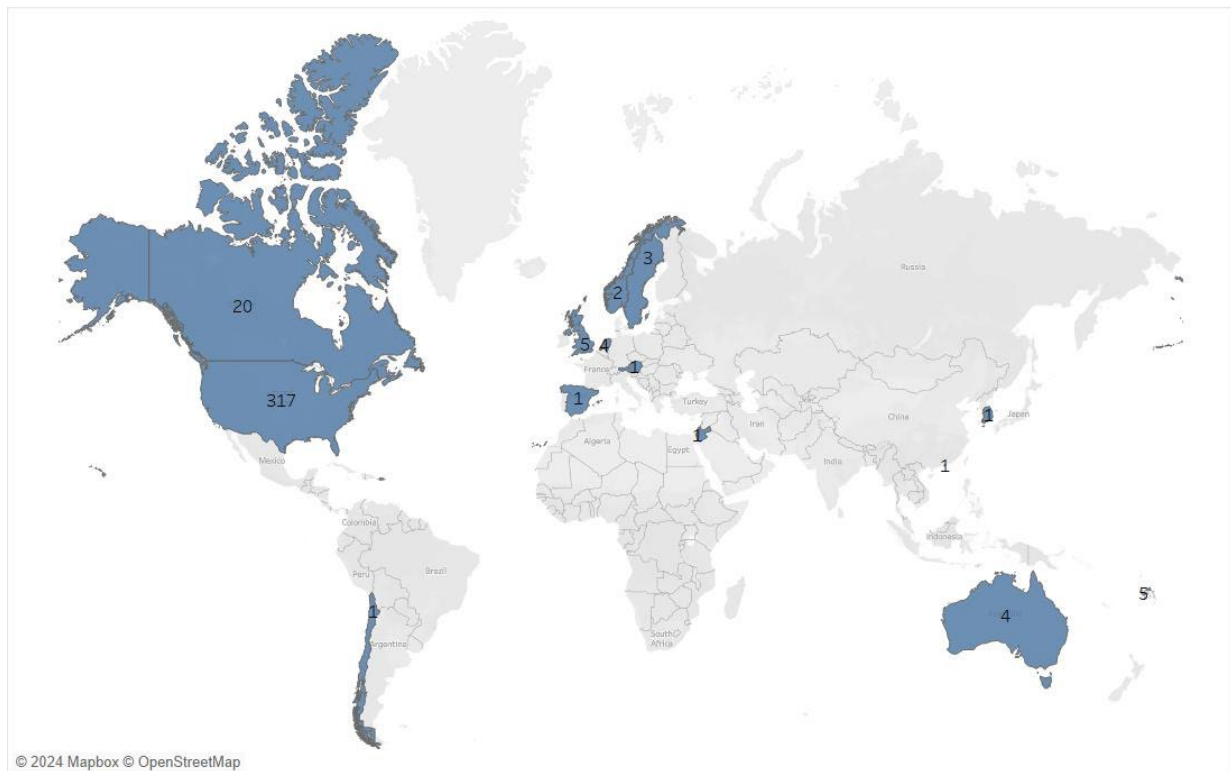 20
317
Mexico
Colombia
Peru
Brazil
1
Argentina
3
2
5
4
France
1
1
Turkey
1
Algeria
Egypt
Iran
South
Africa
Russia
China
India
1
Japan
1
Indonesia
4
5
© 2024 Mapbox © OpenStreetMap